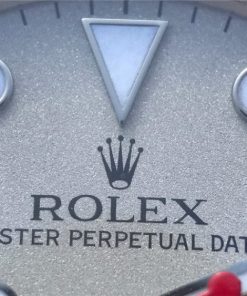 ROLEX
STER PERPETUAL DAT